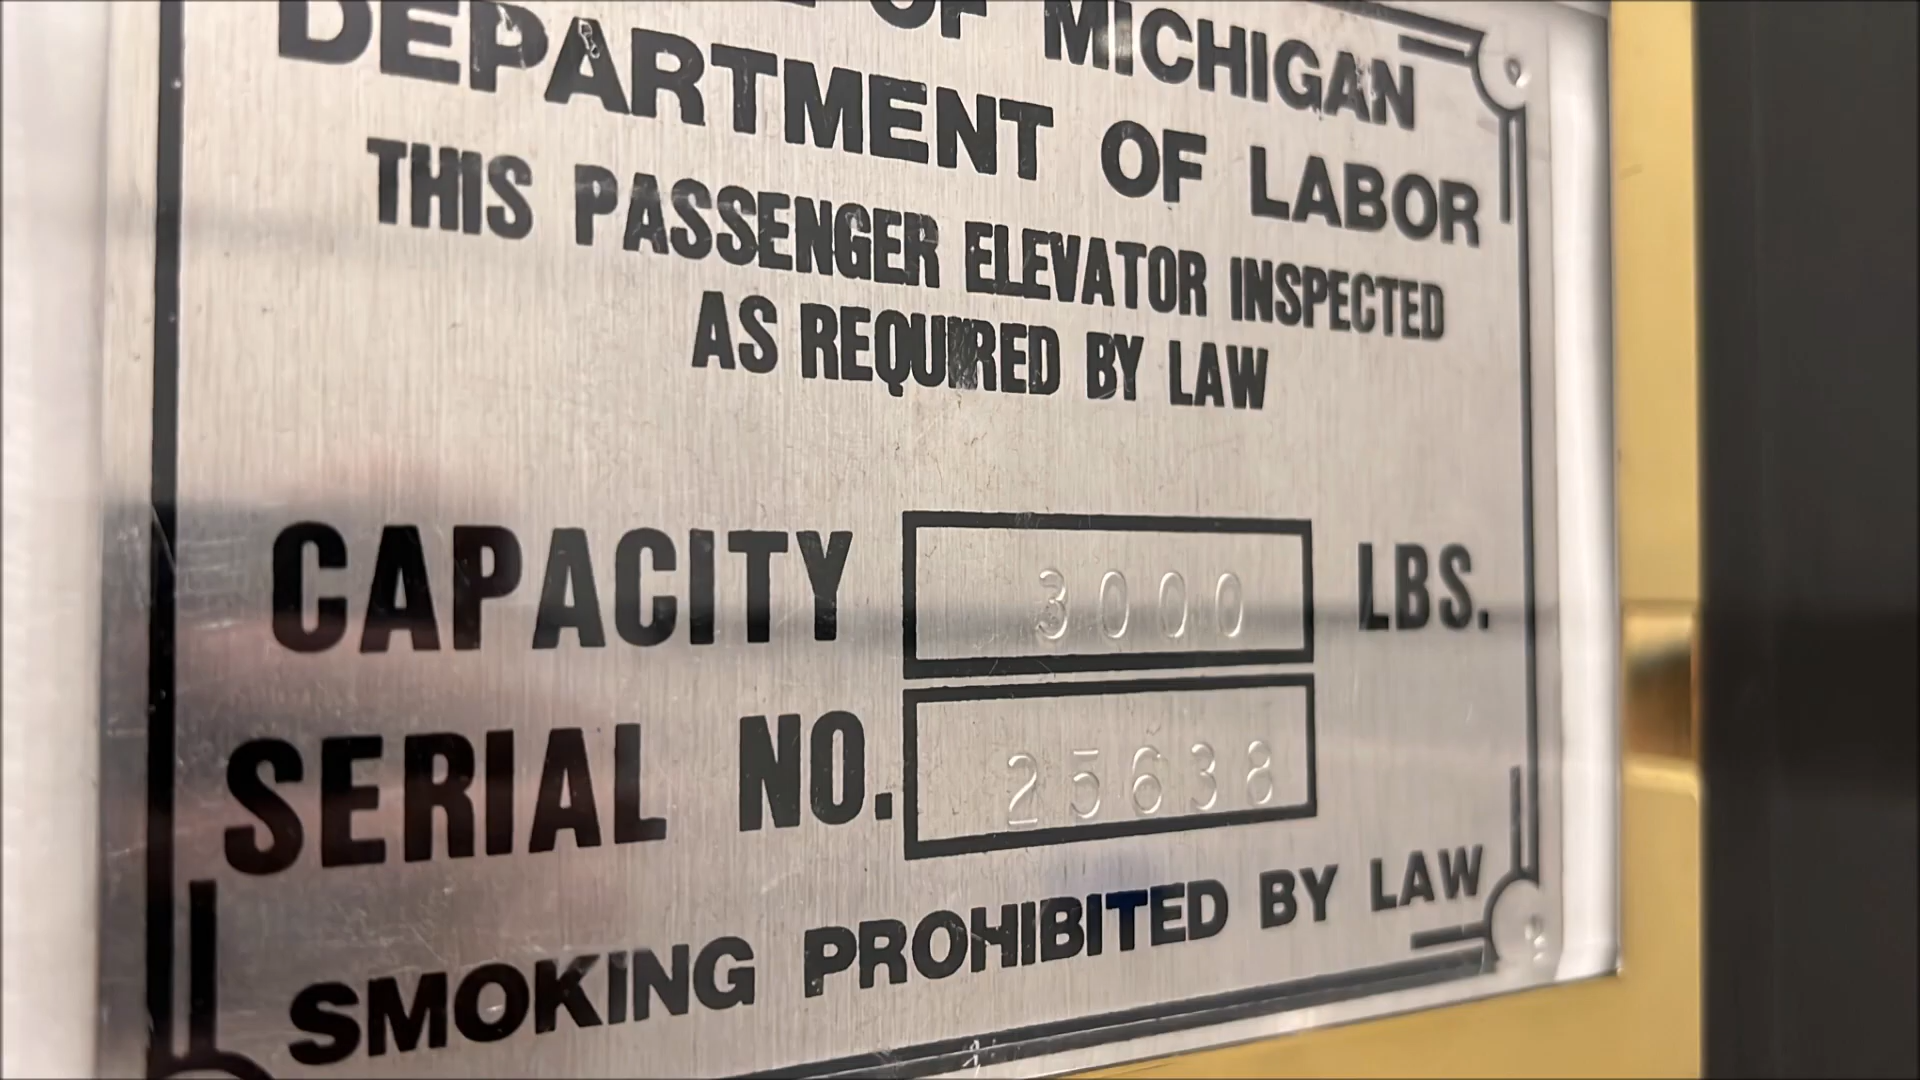 OF MICHIGAN
DEPARTMENT OF LABOR
THIS PASSENGER ELEVATOR INSPECTED
AS REQUIRED BY LAW
CAPACITY 3000 LBS.
SERIAL NO. 25638
SMOKING PROHIBITED BY LAW